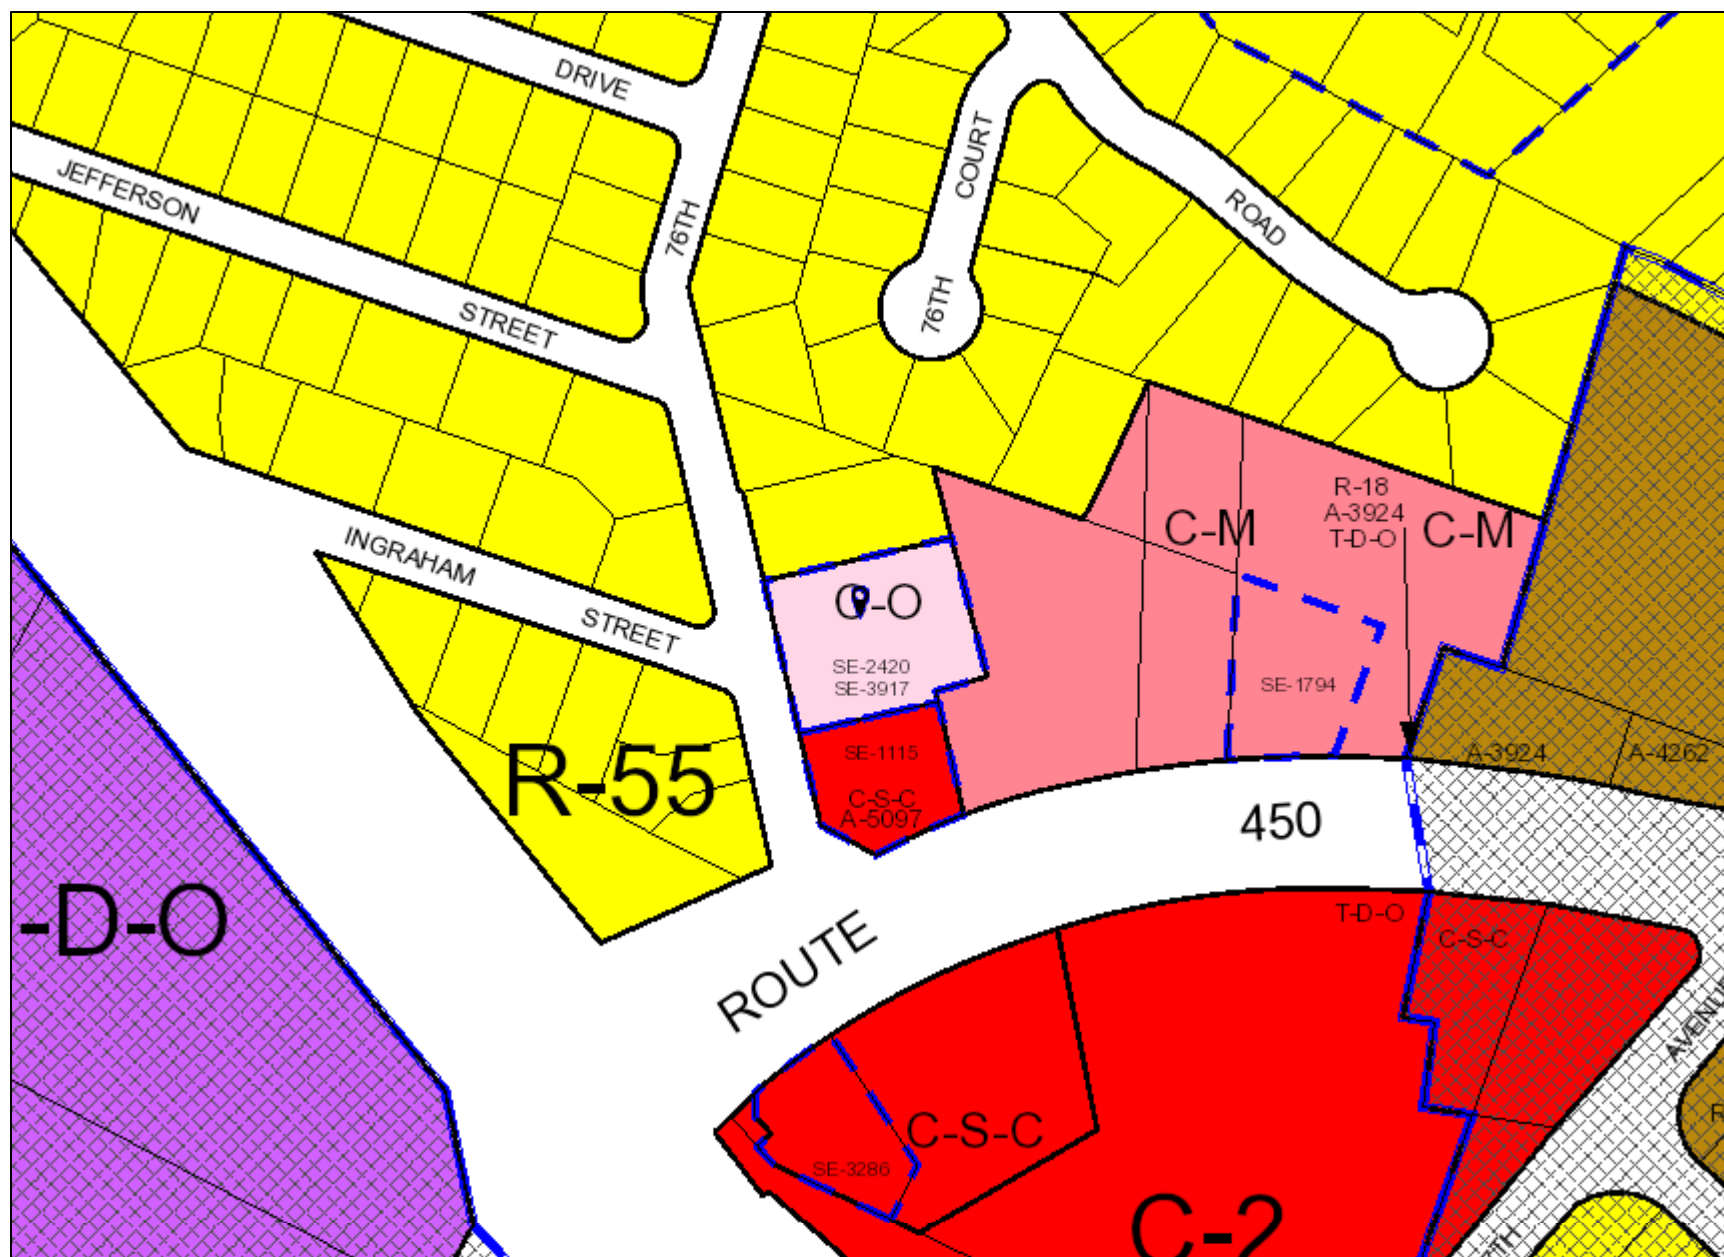 DRIVE
JEFFERSON
STREET
76TH
COURT
76TH
ROAD
INGRAHAM
STREET
R-18
A-3924
T-D-O
C-M
C-M
C-O
SE-2420
SE-3917
SE-1794
SE-1115
C-S-C
A-5097
A-3924
A-4262
R-55
450
ROUTE
-D-O
T-D-O
C-S-C
C-S-C
SE-3286
C-2